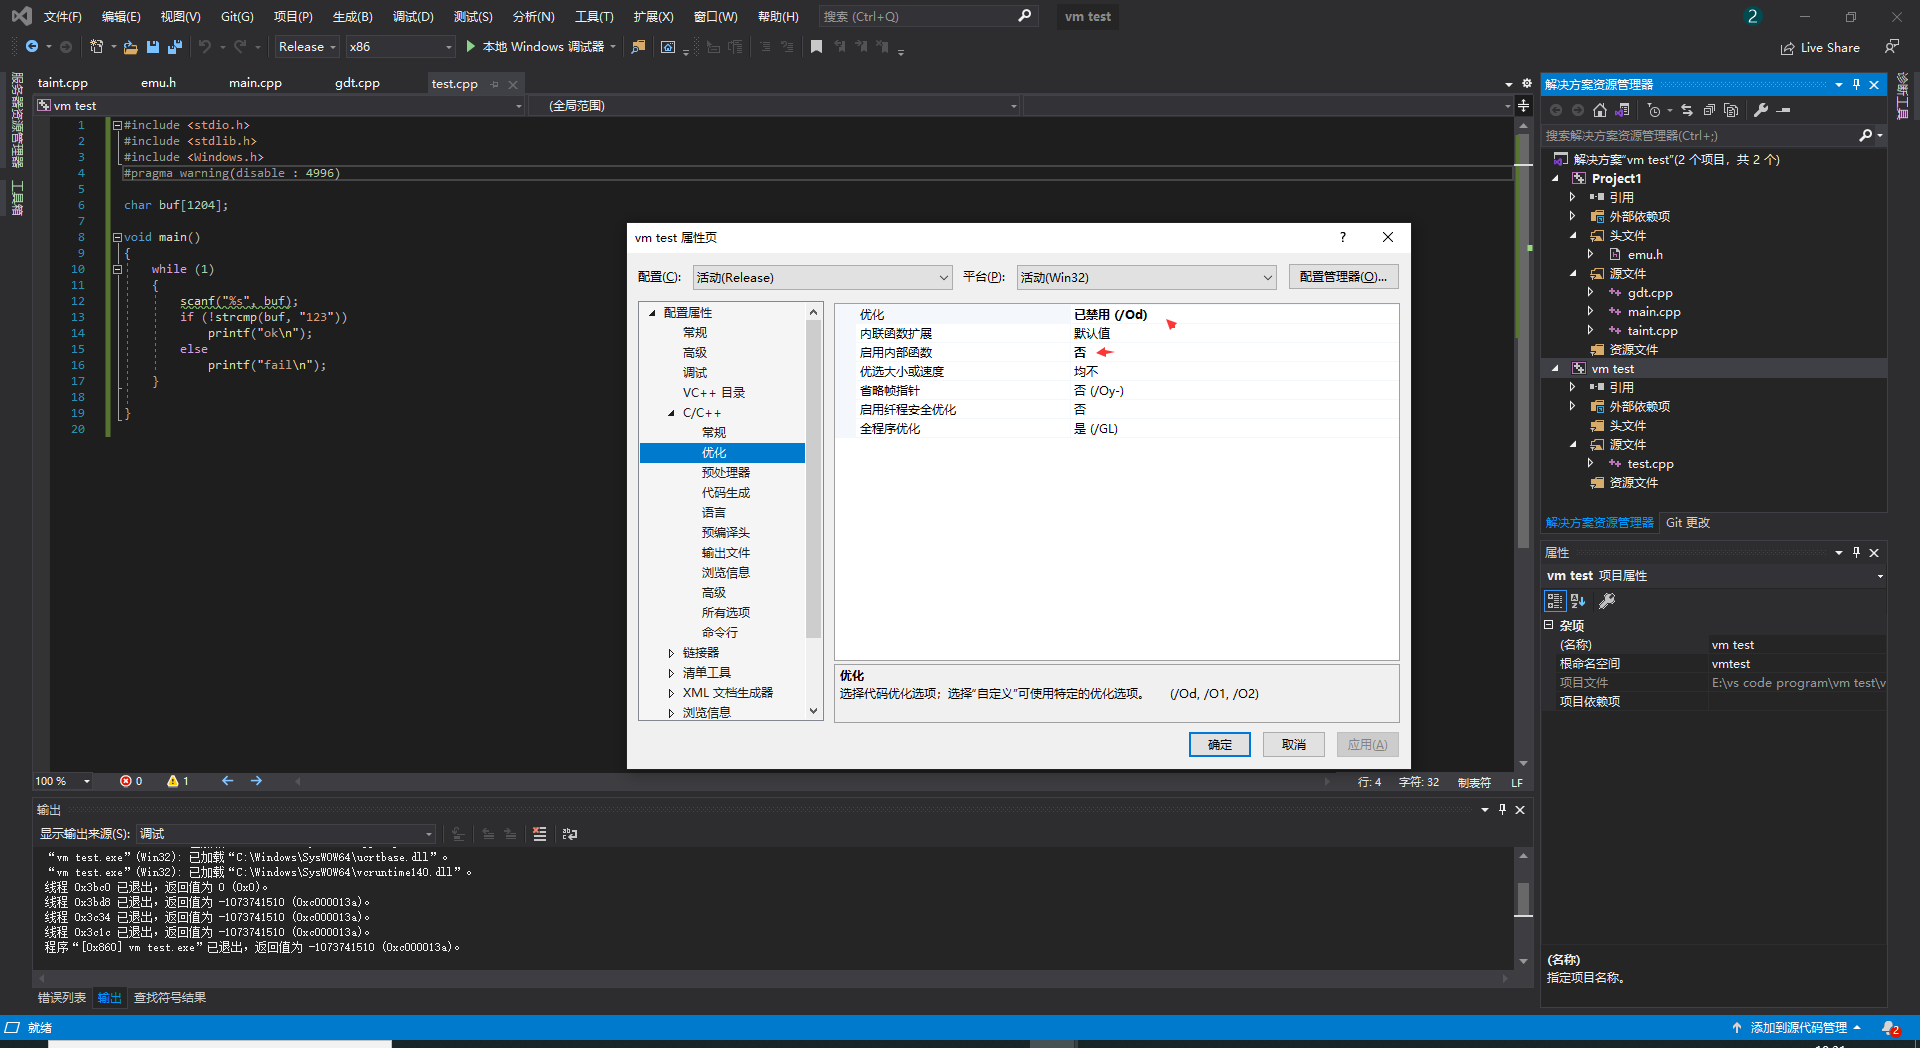 文件(F) 编辑(E) 视图(V) Git(G) 项目(P) 生成(B) 调试(D) 测试(S) 分析(N) 工具(T) 扩展(X) 窗口(W) 帮助(H) 搜索 (Ctrl+Q) vm test 2
Release x86 本地 Windows 调试器 Live Share
服务器资源管理器
工具箱
taint.cpp emu.h main.cpp gdt.cpp test.cpp
vm test (全局范围)
1 #include <stdio.h>
2 #include <stdlib.h>
3 #include <Windows.h>
4 #pragma warning(disable : 4996)
5
6 char buf[1204];
7
8 void main()
9 {
10 while (1)
11 {
12 scanf("%s", buf);
13 if (!strcmp(buf, "123"))
14 printf("ok\n");
15 else
16 printf("fail\n");
17 }
18
19 }
20
vm test 属性页 ?
配置(C): 活动(Release) 平台(P): 活动(Win32) 配置管理器(O)...
配置属性
常规
高级
调试
VC++ 目录
C/C++
常规
优化
预处理器
代码生成
语言
预编译头
输出文件
浏览信息
高级
所有选项
命令行
链接器
清单工具
XML 文档生成器
浏览信息
优化 已禁用 (/Od)
内联函数扩展 默认值
启用内部函数 否
优选大小或速度 均不
省略帧指针 否 (/Oy-)
启用纤程安全优化 否
全程序优化 是 (/GL)
优化
选择代码优化选项；选择“自定义”可使用特定的优化选项。 (/Od, /O1, /O2)
确定 取消 应用(A)
100 % 0 1 行: 4 字符: 32 制表符 LF
输出
显示输出来源(S): 调试
“vm test.exe”(Win32): 已加载“C:\Windows\SysWOW64\ucrtbase.dll”。
“vm test.exe”(Win32): 已加载“C:\Windows\SysWOW64\vcruntime140.dll”。
线程 0x3bc0 已退出，返回值为 0 (0x0)。
线程 0x3bd8 已退出，返回值为 -1073741510 (0xc000013a)。
线程 0x3c34 已退出，返回值为 -1073741510 (0xc000013a)。
线程 0x3c1c 已退出，返回值为 -1073741510 (0xc000013a)。
程序“[0x860] vm test.exe”已退出，返回值为 -1073741510 (0xc000013a)。
错误列表 输出 查找符号结果
解决方案资源管理器
搜索解决方案资源管理器(Ctrl+;)
解决方案“vm test”(2 个项目，共 2 个)
Project1
引用
外部依赖项
头文件
emu.h
源文件
gdt.cpp
main.cpp
taint.cpp
资源文件
vm test
引用
外部依赖项
头文件
源文件
test.cpp
资源文件
解决方案资源管理器 Git 更改
属性
vm test 项目属性
杂项
(名称) vm test
根命名空间 vmtest
项目文件 E:\vs code program\vm test\v
项目依赖项
(名称)
指定项目名称。
诊断工具
就绪 添加到源代码管理 2